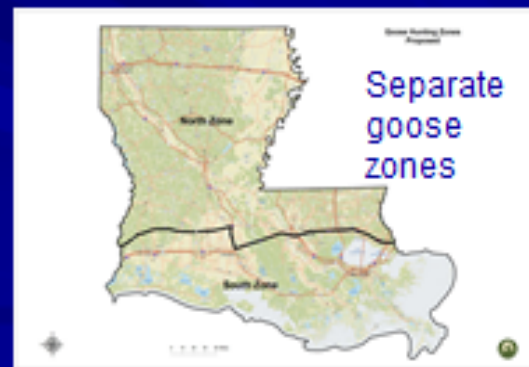 Goose Hunting Zones
Proposed
Separate
goose
zones
North Zone
South Zone